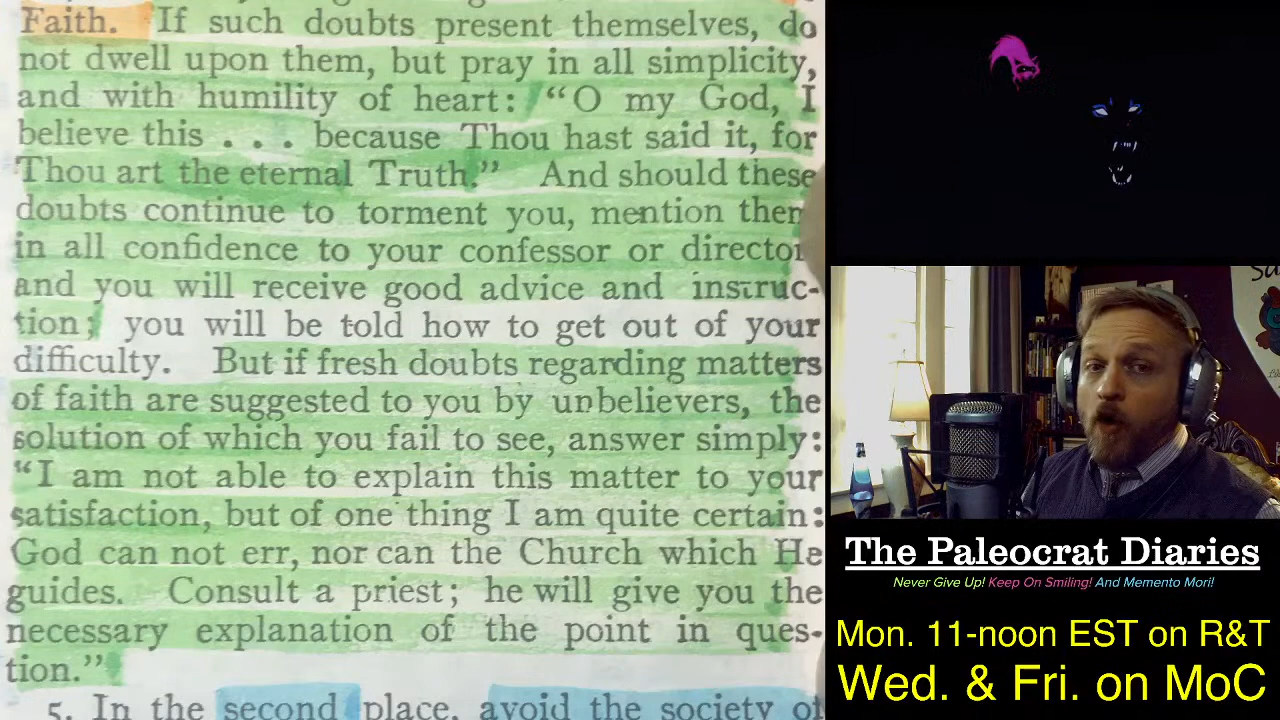 Faith. If such doubts present themselves, do
not dwell upon them, but pray in all simplicity,
and with humility of heart: “O my God, I
believe this . . . because Thou hast said it, for
Thou art the eternal Truth.” And should these
doubts continue to torment you, mention them
in all confidence to your confessor or director
and you will receive good advice and instruc-
tion; you will be told how to get out of your
difficulty. But if fresh doubts regarding matters
of faith are suggested to you by unbelievers, the
solution of which you fail to see, answer simply:
“I am not able to explain this matter to your
satisfaction, but of one thing I am quite certain:
God can not err, nor can the Church which He
guides. Consult a priest; he will give you the
necessary explanation of the point in ques-
tion.”
5. In the second place, avoid the society of
The Paleocrat Diaries
Never Give Up! Keep On Smiling! And Memento Mori!
Mon. 11-noon EST on R&T
Wed. & Fri. on MoC